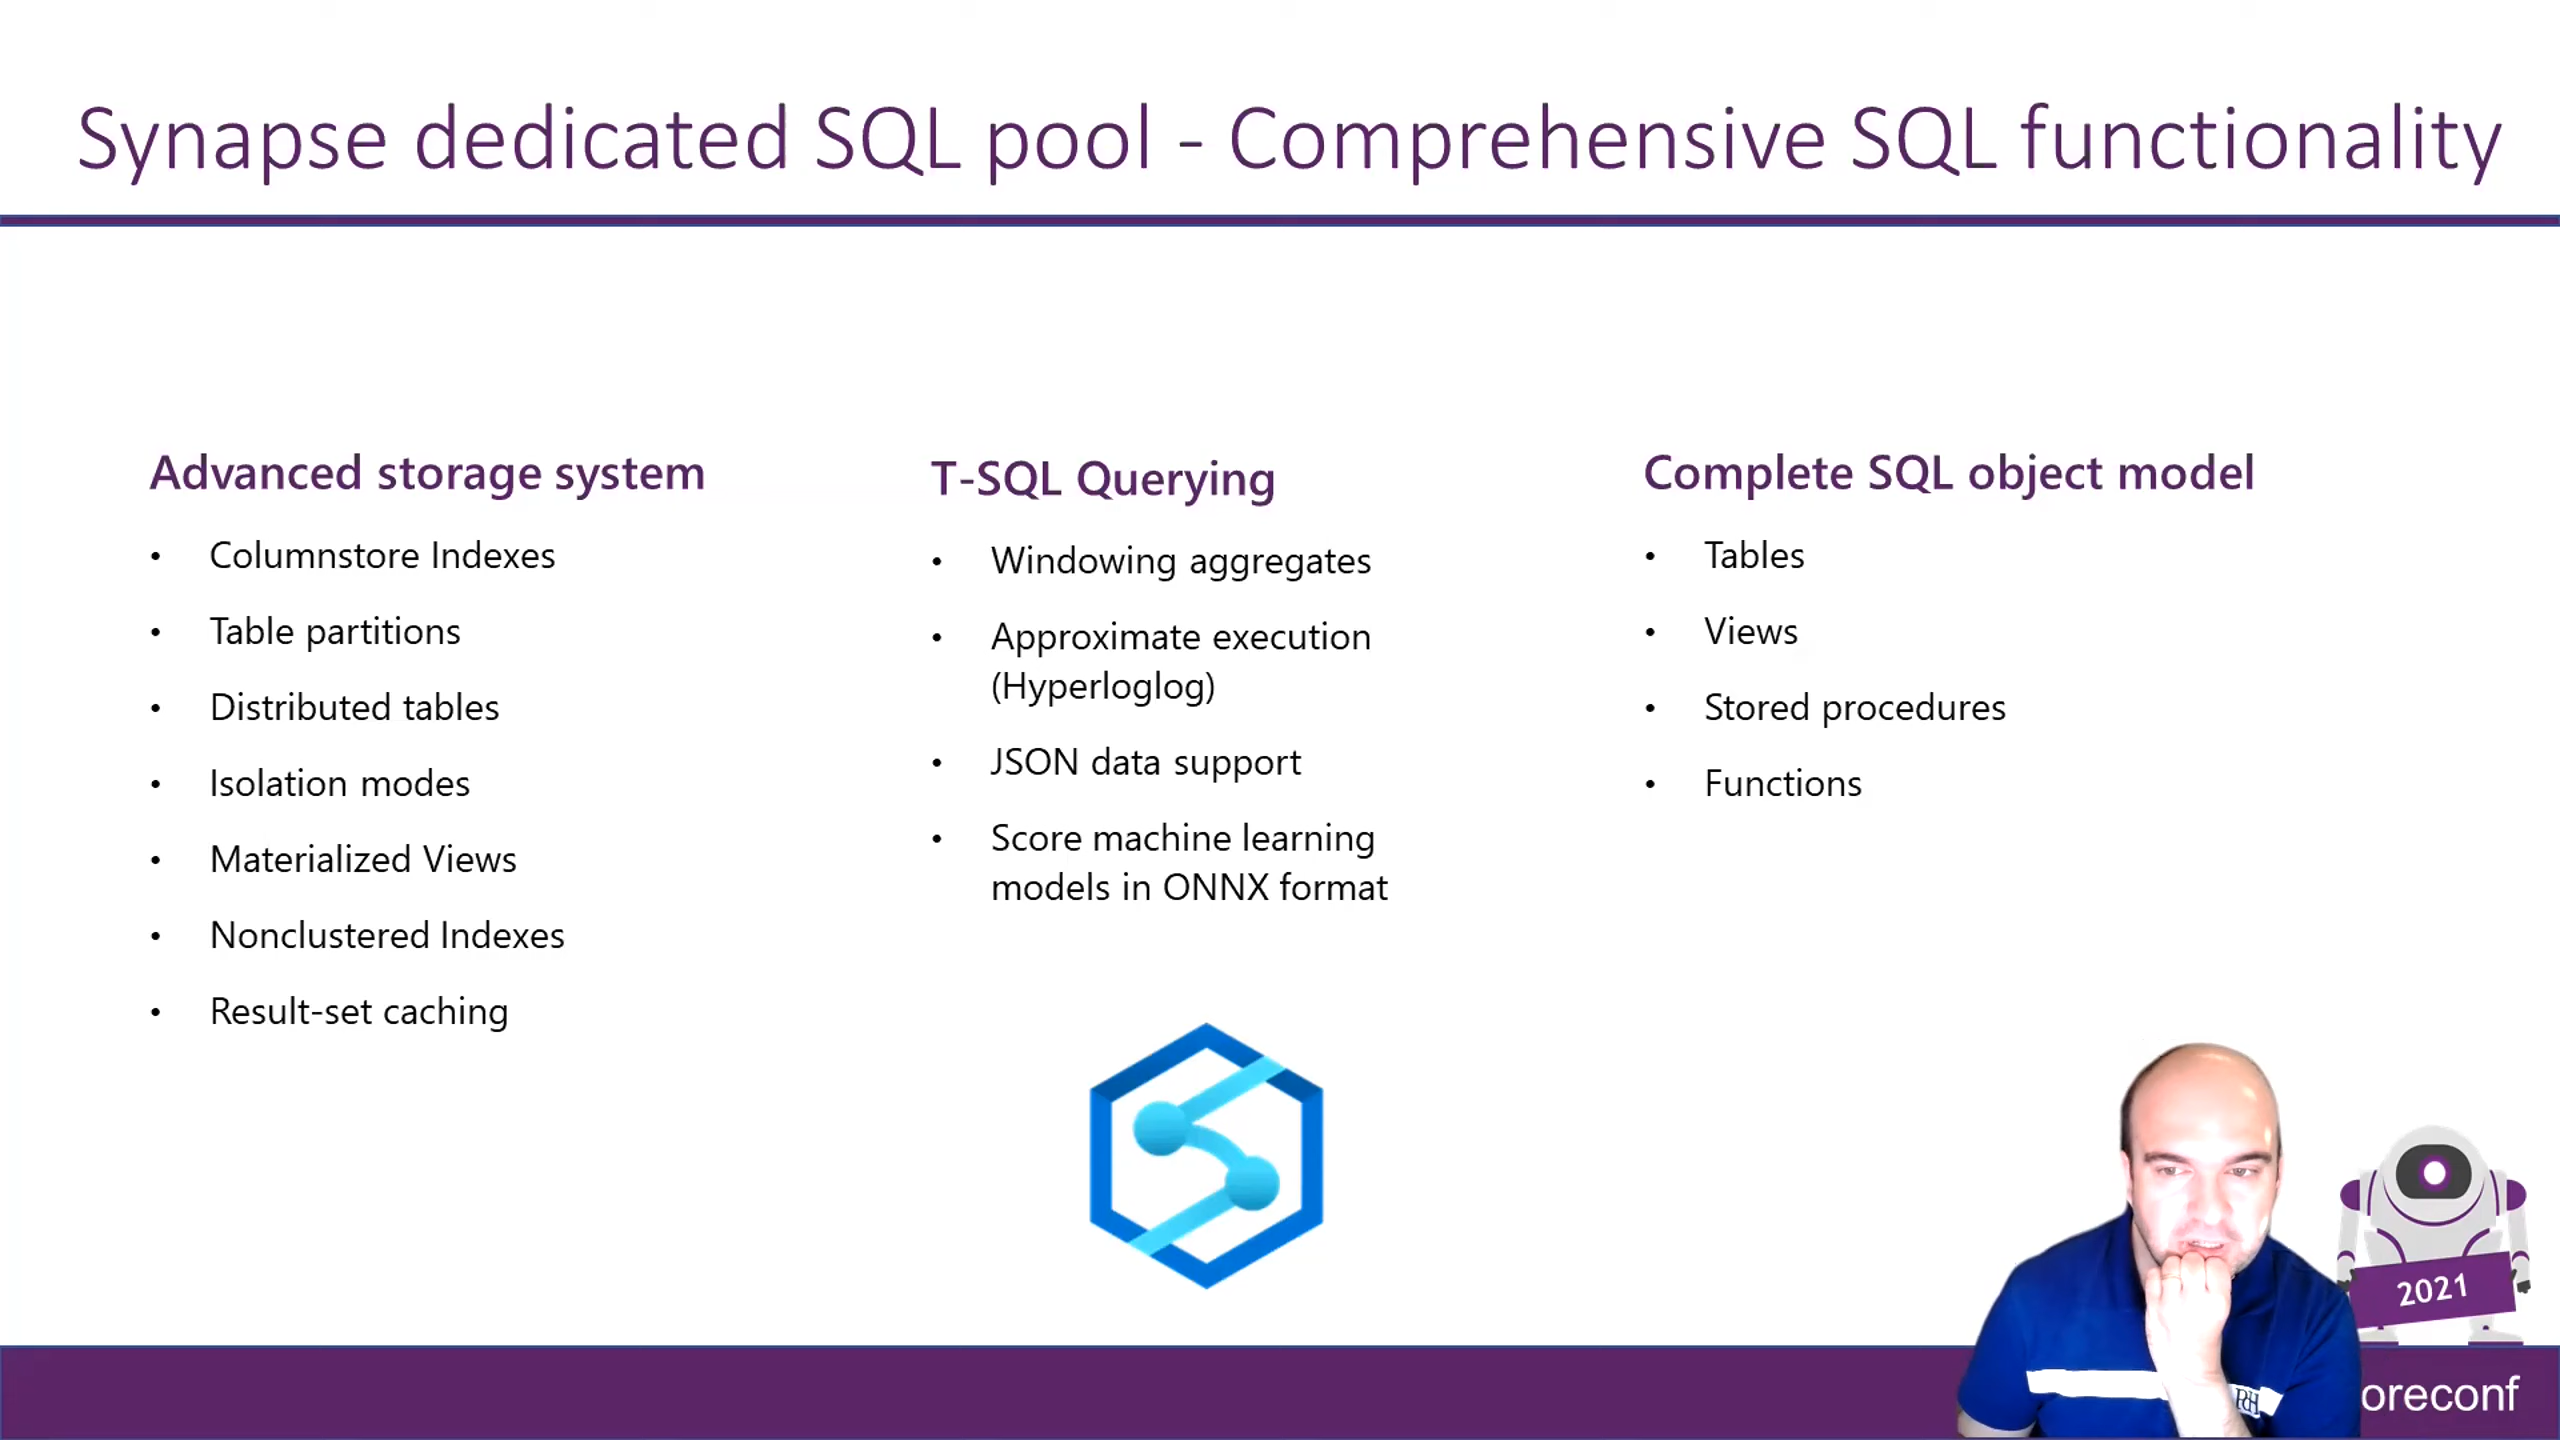 Synapse dedicated SQL pool - Comprehensive SQL functionality
Advanced storage system
• Columnstore Indexes
• Table partitions
• Distributed tables
• Isolation modes
• Materialized Views
• Nonclustered Indexes
• Result-set caching
T-SQL Querying
• Windowing aggregates
• Approximate execution
(Hyperloglog)
• JSON data support
• Score machine learning
models in ONNX format
Complete SQL object model
• Tables
• Views
• Stored procedures
• Functions
2021
oreconf